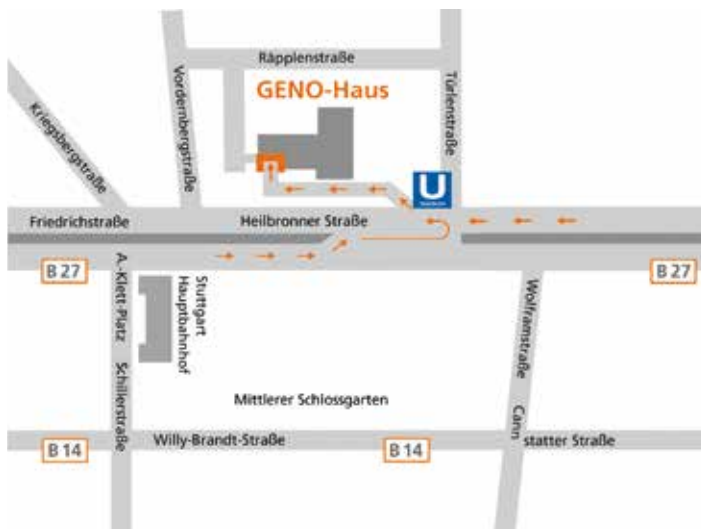 Räpplenstraße
GENO-Haus
Vordernbergstraße
Türlenstraße
Kriegsbergstraße
U
Friedrichstraße
Heilbronner Straße
B 27
A.-Klett-Platz
Stuttgart
Hauptbahnhof
B 27
Wolframstraße
Schillerstraße
Mittlerer Schlossgarten
Cann
statter Straße
B 14
Willy-Brandt-Straße
B 14